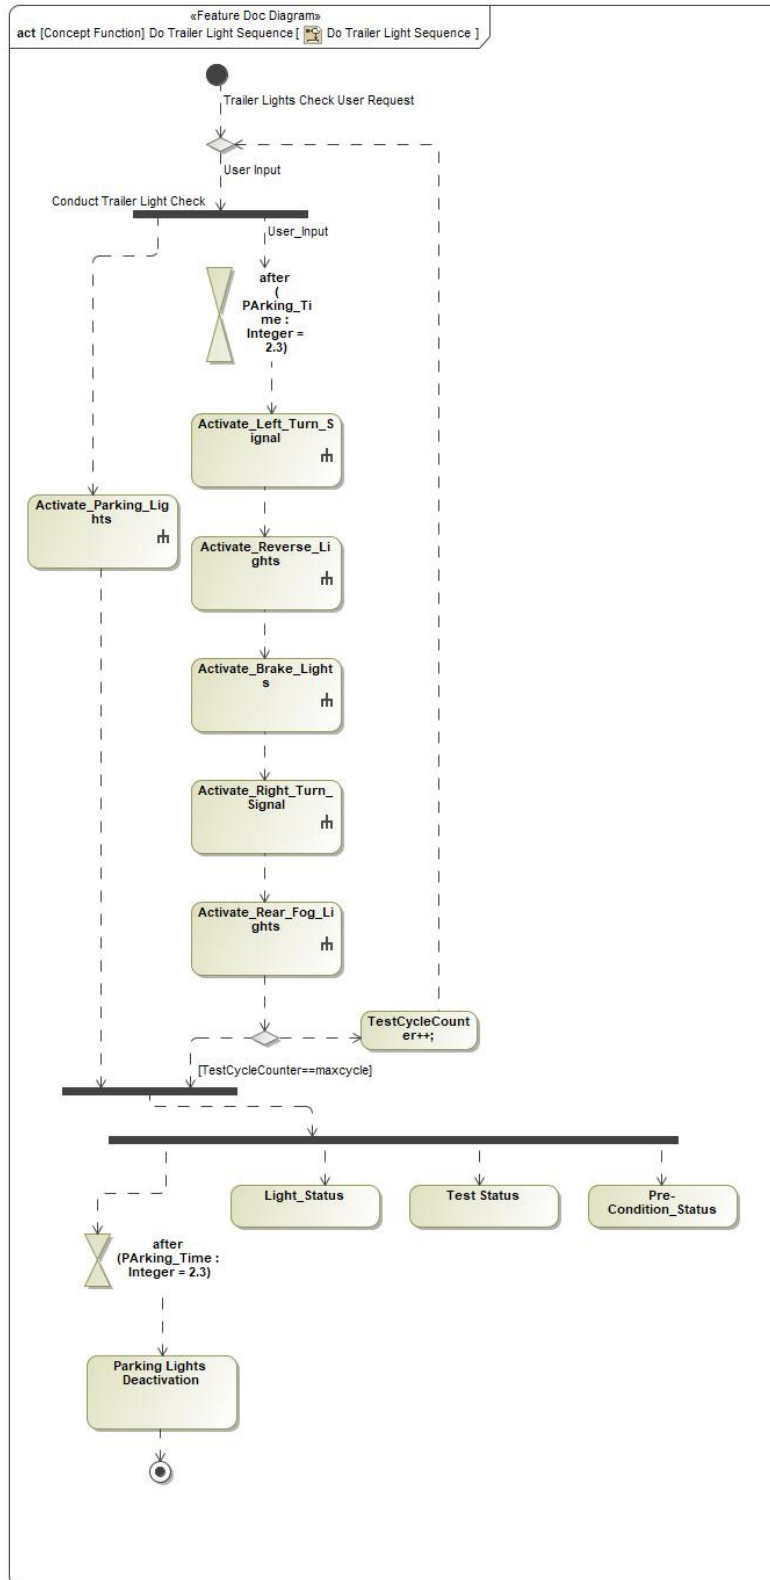 «Feature Doc Diagram»
act [Concept Function] Do Trailer Light Sequence [ Do Trailer Light Sequence ]
Trailer Lights Check User Request
User Input
Conduct Trailer Light Check
User_Input
after
(
PArking_Ti
me :
Integer =
2.3)
Activate_Left_Turn_S
ignal
Activate_Parking_Lig
hts
Activate_Reverse_Li
ghts
Activate_Brake_Light
s
Activate_Right_Turn_
Signal
Activate_Rear_Fog_Li
ghts
TestCycleCount
er++;
[TestCycleCounter==maxcycle]
Light_Status
Test Status
Pre-
Condition_Status
after
(PArking_Time :
Integer = 2.3)
Parking Lights
Deactivation